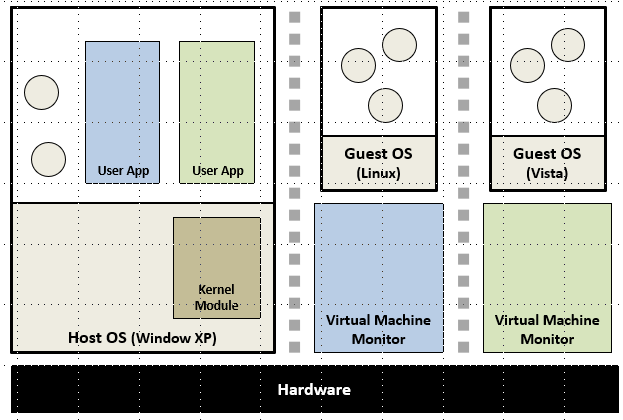 User App
User App
Kernel
Module
Host OS (Window XP)
Guest OS
(Linux)
Virtual Machine
Monitor
Guest OS
(Vista)
Virtual Machine
Monitor
Hardware